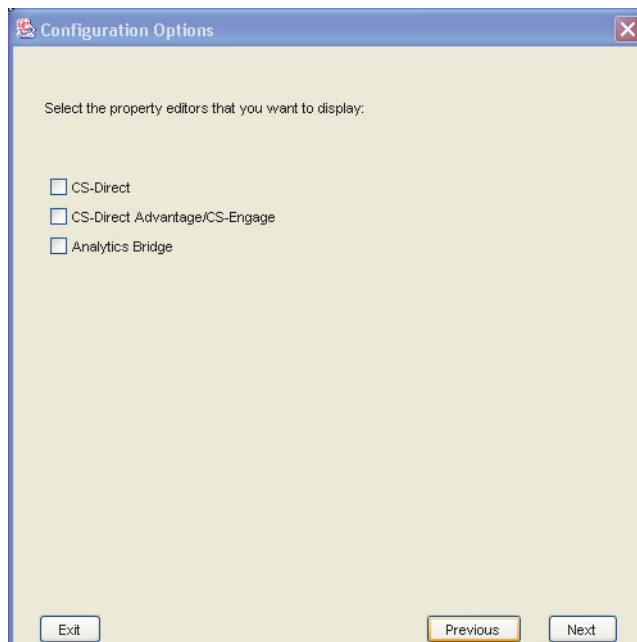 Configuration Options
Select the property editors that you want to display:
CS-Direct
CS-Direct Advantage/CS-Engage
Analytics Bridge
Exit Previous Next